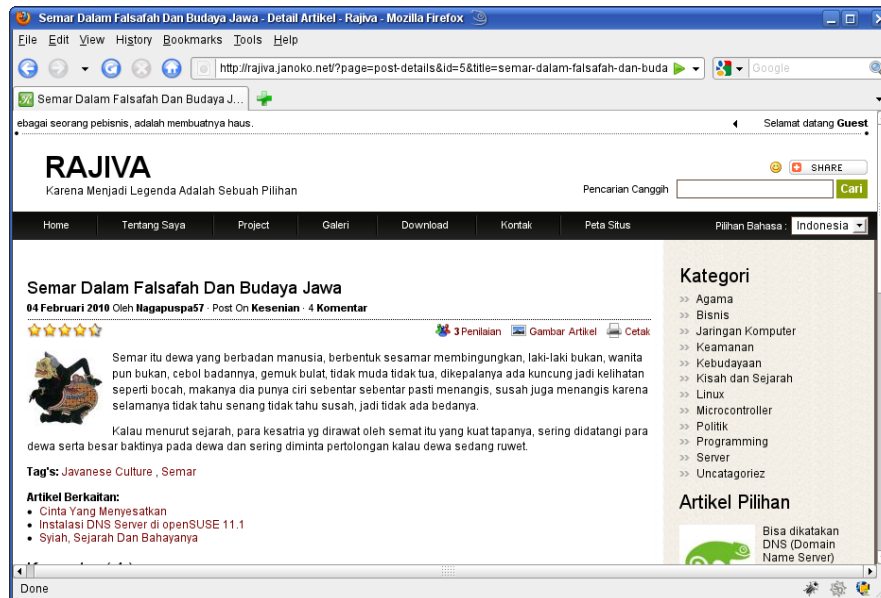 Semar Dalam Falsafah Dan Budaya Jawa - Detail Artikel - Rajiva - Mozilla Firefox
File Edit View History Bookmarks Tools Help
http://rajiva.janoko.net/?page=post-details&id=5&title=semar-dalam-falsafah-dan-buda
Google
Semar Dalam Falsafah Dan Budaya J...
ebagai seorang pebisnis, adalah membuatnya haus.
Selamat datang Guest
RAJIVA
SHARE
Karena Menjadi Legenda Adalah Sebuah Pilihan
Pencarian Canggih
Cari
Home Tentang Saya Project Galeri Download Kontak Peta Situs Pilihan Bahasa : Indonesia
Semar Dalam Falsafah Dan Budaya Jawa
04 Februari 2010 Oleh Nagapuspa57 · Post On Kesenian · 4 Komentar
3 Penilaian Gambar Artikel Cetak
Semar itu dewa yang berbadan manusia, berbentuk sesamar membingungkan, laki-laki bukan, wanita
pun bukan, cebol badannya, gemuk bulat, tidak muda tidak tua, dikepalanya ada kuncung jadi kelihatan
seperti bocah, makanya dia punya ciri sebentar sebentar pasti menangis, susah juga menangis karena
selamanya tidak tahu senang tidak tahu susah, jadi tidak ada bedanya.
Kalau menurut sejarah, para kesatria yg dirawat oleh semat itu yang kuat tapanya, sering didatangi para
dewa serta besar baktinya pada dewa dan sering diminta pertolongan kalau dewa sedang ruwet.
Tag's: Javanese Culture , Semar
Artikel Berkaitan:
Cinta Yang Menyesatkan
Instalasi DNS Server di openSUSE 11.1
Syiah, Sejarah Dan Bahayanya
Kategori
Agama
Bisnis
Jaringan Komputer
Keamanan
Kebudayaan
Kisah dan Sejarah
Linux
Microcontroller
Politik
Programming
Server
Uncatagoriez
Artikel Pilihan
Bisa dikatakan
DNS (Domain
Name Server)
Done